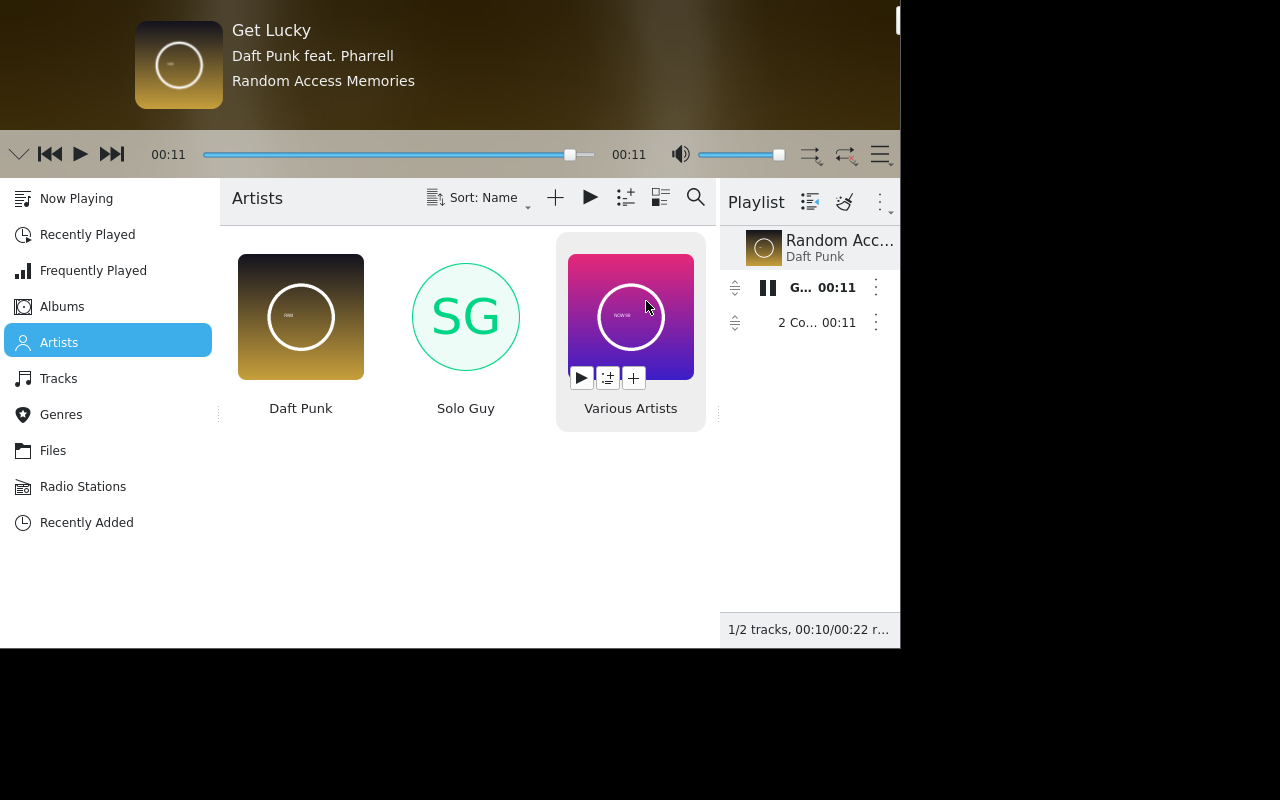 Get Lucky
Daft Punk feat. Pharrell
Random Access Memories
00:11
00:11
Now Playing
Recently Played
Frequently Played
Albums
Artists
Tracks
Genres
Files
Radio Stations
Recently Added
Artists
Sort: Name
Daft Punk
SG
Solo Guy
Various Artists
Playlist
Random Acc...
Daft Punk
G... 00:11
2 Co... 00:11
1/2 tracks, 00:10/00:22 r...